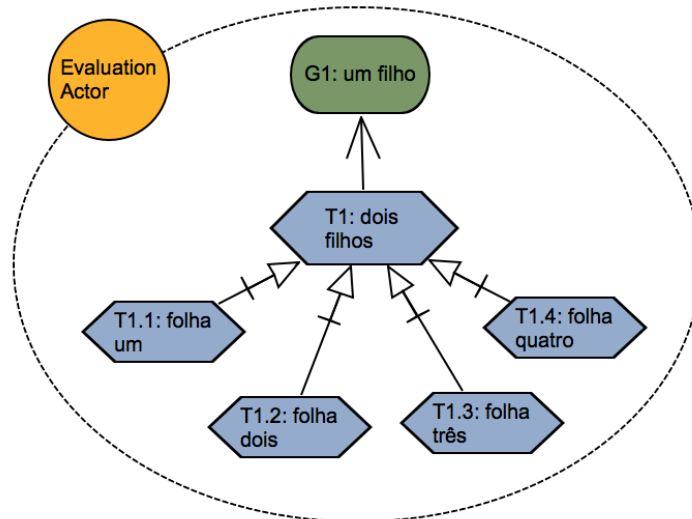 Evaluation
Actor
G1: um filho
T1: dois
filhos
T1.1: folha
um
T1.4: folha
quatro
T1.2: folha
dois
T1.3: folha
três